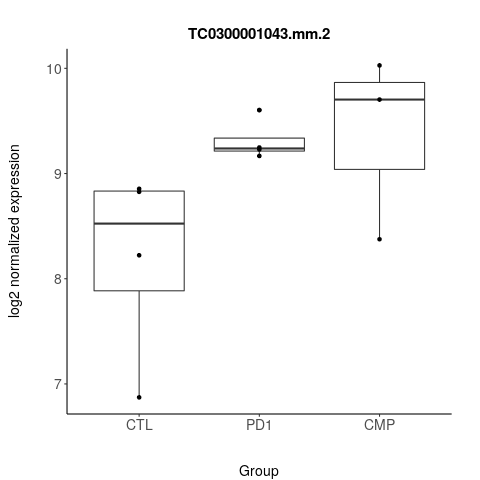 TC0300001043.mm.2
log2 normalized expression
10
9
8
7
CTL
PD1
CMP
Group